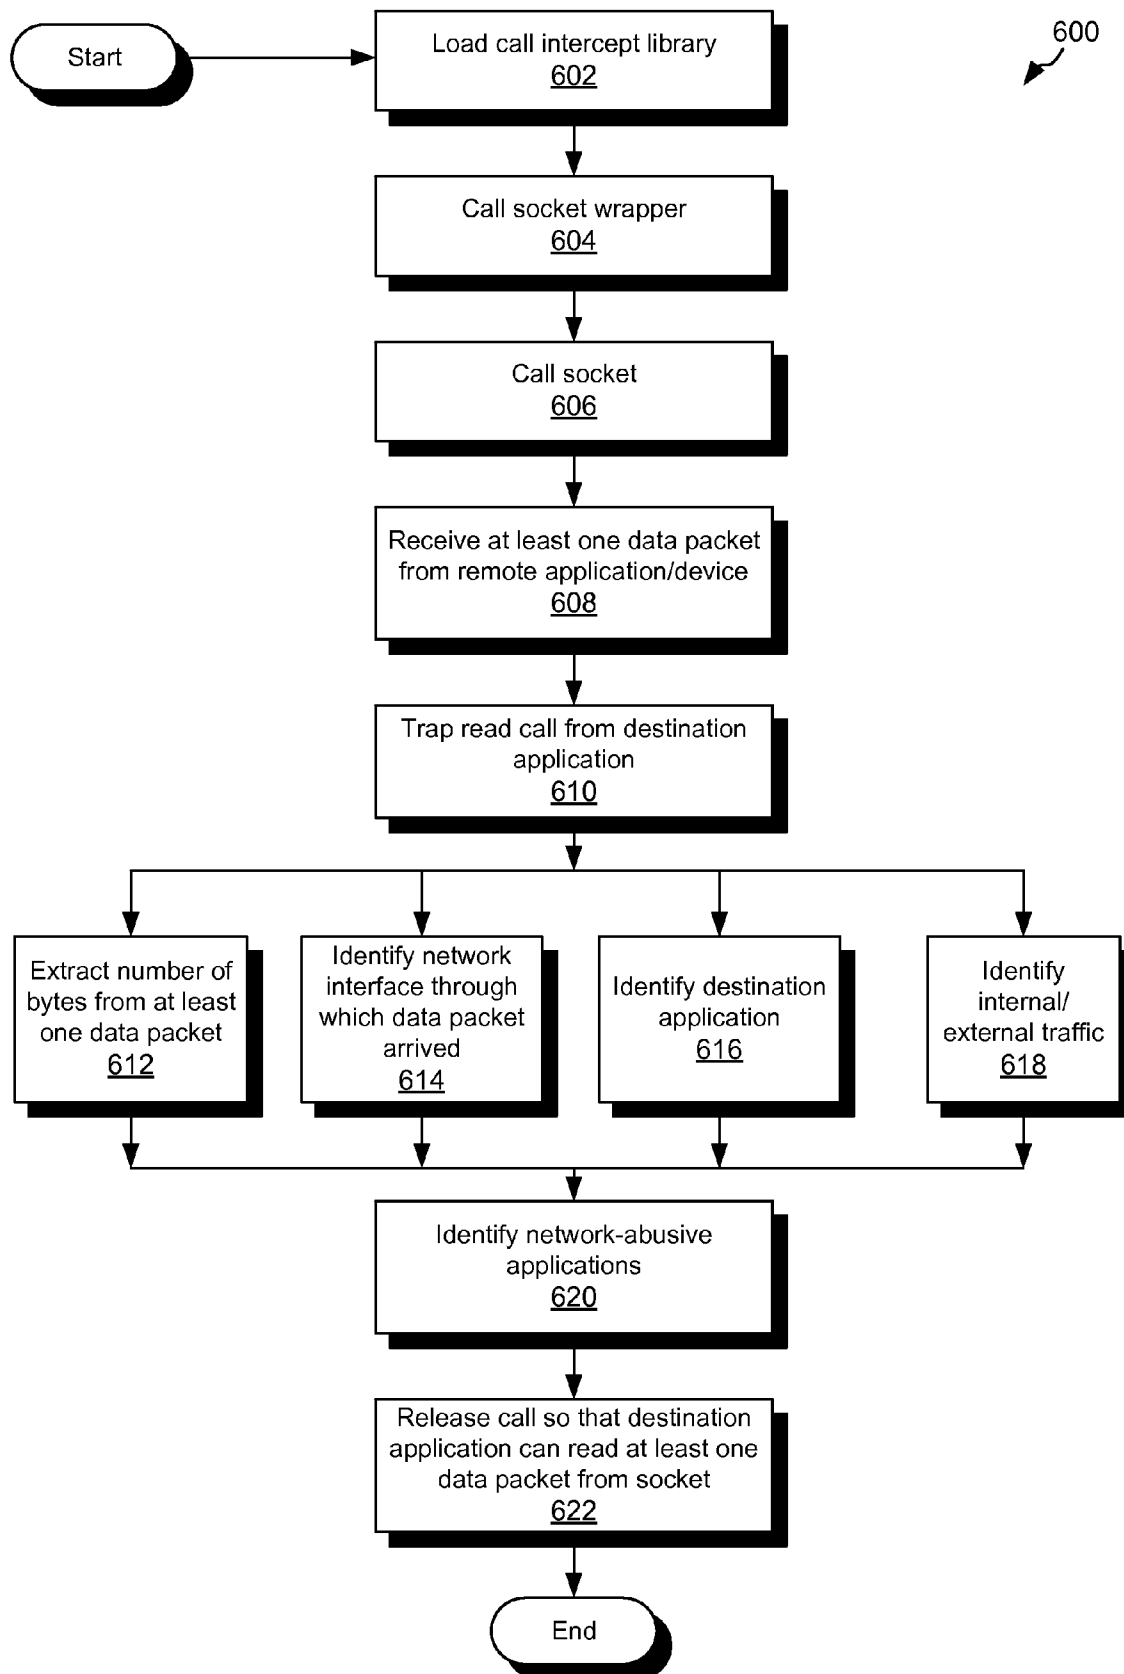 Start
Load call intercept library
602
600
Call socket wrapper
604
Call socket
606
Receive at least one data packet
from remote application/device
608
Trap read call from destination
application
610
Extract number of
bytes from at least
one data packet
612
Identify network
interface through
which data packet
arrived
614
Identify destination
application
616
Identify
internal/
external traffic
618
Identify network-abusive
applications
620
Release call so that destination
application can read at least one
data packet from socket
622
End